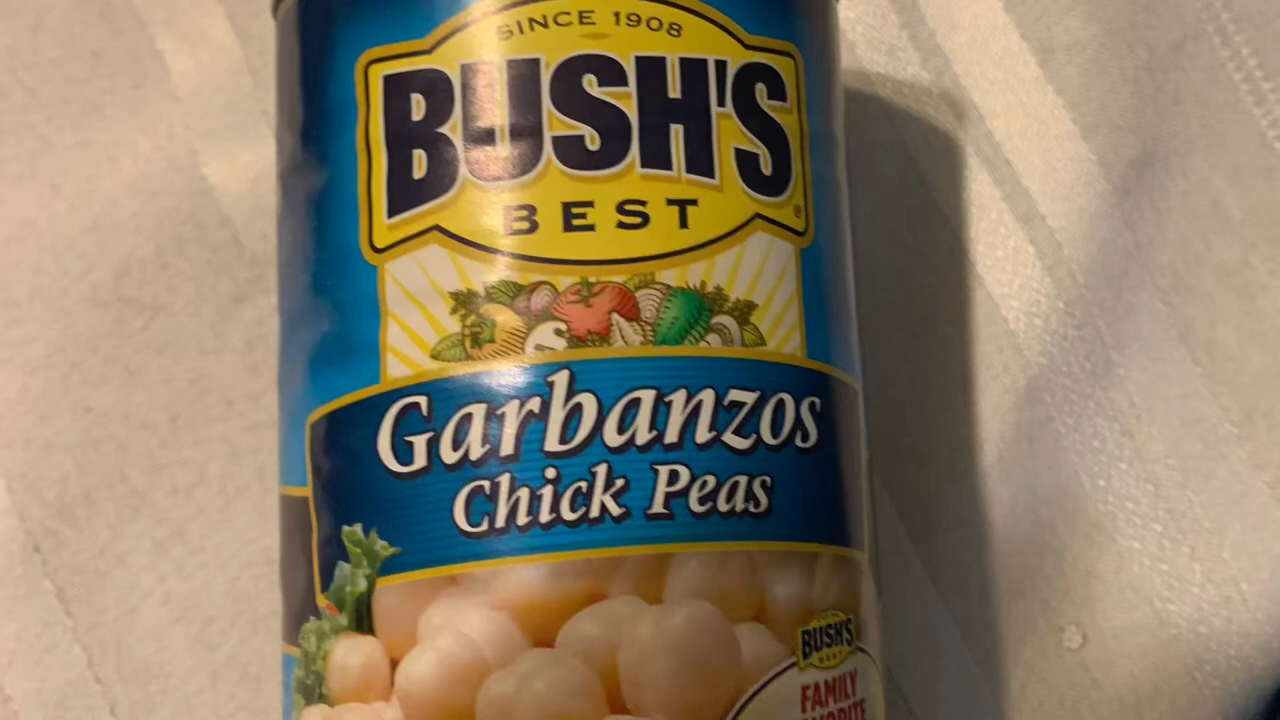 SINCE 1908
BUSH'S
BEST
Garbanzos
Chick Peas
BUSH'S
FAMILY